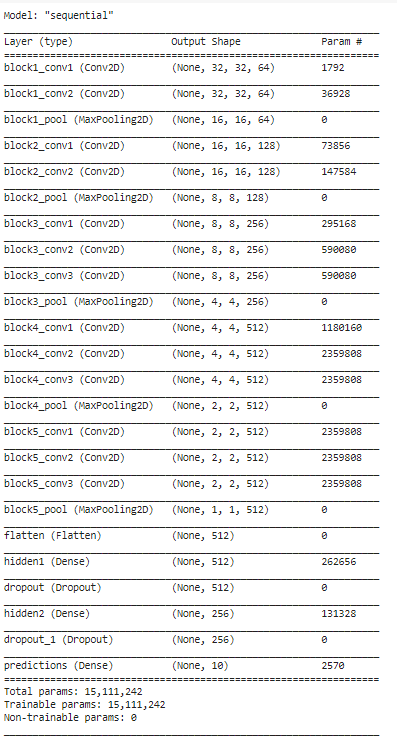 Model: "sequential"
Layer (type) Output Shape Param #
block1_conv1 (Conv2D) (None, 32, 32, 64) 1792
block1_conv2 (Conv2D) (None, 32, 32, 64) 36928
block1_pool (MaxPooling2D) (None, 16, 16, 64) 0
block2_conv1 (Conv2D) (None, 16, 16, 128) 73856
block2_conv2 (Conv2D) (None, 16, 16, 128) 147584
block2_pool (MaxPooling2D) (None, 8, 8, 128) 0
block3_conv1 (Conv2D) (None, 8, 8, 256) 295168
block3_conv2 (Conv2D) (None, 8, 8, 256) 590080
block3_conv3 (Conv2D) (None, 8, 8, 256) 590080
block3_pool (MaxPooling2D) (None, 4, 4, 256) 0
block4_conv1 (Conv2D) (None, 4, 4, 512) 1180160
block4_conv2 (Conv2D) (None, 4, 4, 512) 2359808
block4_conv3 (Conv2D) (None, 4, 4, 512) 2359808
block4_pool (MaxPooling2D) (None, 2, 2, 512) 0
block5_conv1 (Conv2D) (None, 2, 2, 512) 2359808
block5_conv2 (Conv2D) (None, 2, 2, 512) 2359808
block5_conv3 (Conv2D) (None, 2, 2, 512) 2359808
block5_pool (MaxPooling2D) (None, 1, 1, 512) 0
flatten (Flatten) (None, 512) 0
hidden1 (Dense) (None, 512) 262656
dropout (Dropout) (None, 512) 0
hidden2 (Dense) (None, 256) 131328
dropout_1 (Dropout) (None, 256) 0
predictions (Dense) (None, 10) 2570
Total params: 15,111,242
Trainable params: 15,111,242
Non-trainable params: 0